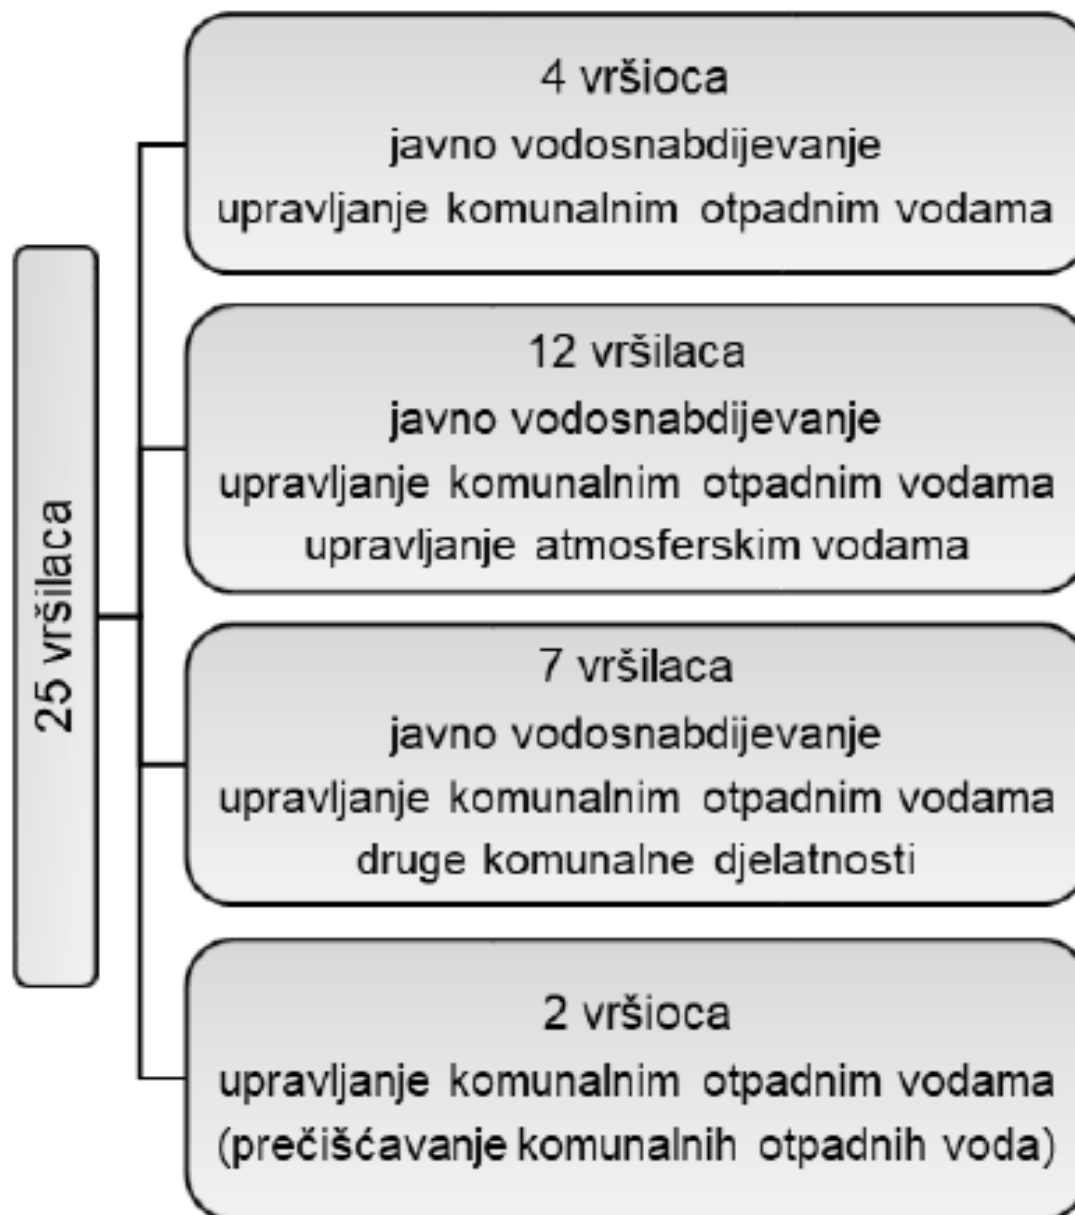 25 vršilaca
4 vršioca
javno vodosnabdijevanje
upravljanje komunalnim otpadnim vodama
12 vršilaca
javno vodosnabdijevanje
upravljanje komunalnim otpadnim vodama
upravljanje atmosferskim vodama
7 vršilaca
javno vodosnabdijevanje
upravljanje komunalnim otpadnim vodama
druge komunalne djelatnosti
2 vršioca
upravljanje komunalnim otpadnim vodama
(prečišćavanje komunalnih otpadnih voda)